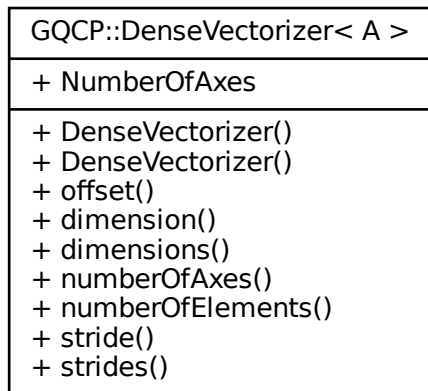 GQCP::DenseVectorizer< A >
+ NumberOfAxes
+ DenseVectorizer()
+ DenseVectorizer()
+ offset()
+ dimension()
+ dimensions()
+ numberOfAxes()
+ numberOfElements()
+ stride()
+ strides()